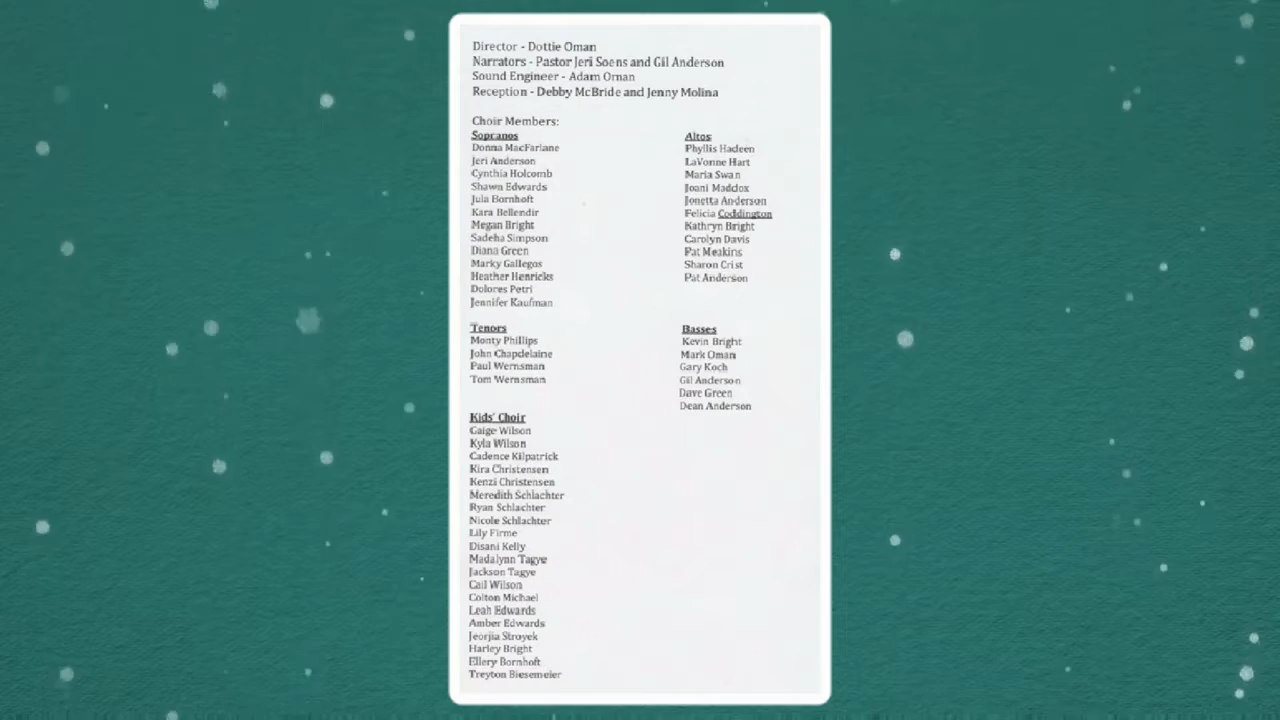 Director - Dottie Oman
Narrators - Pastor Jeri Soens and Gil Anderson
Sound Engineer - Adam Oman
Reception - Debby McBride and Jenny Molina
Choir Members:
Sopranos
Donna MacFarlane
Jeri Anderson
Cynthia Holcomb
Shawn Edwards
Jula Bornhoft
Kara Bellendir
Megan Bright
Sadeha Simpson
Diana Green
Marky Gallegos
Heather Henricks
Dolores Petri
Jennifer Kaufman
Altos
Phyllis Hadeen
LaVonne Hart
Maria Swan
Joani Maddox
Jonetta Anderson
Felicia Coddington
Kathryn Bright
Carolyn Davis
Pat Meakins
Sharon Crist
Pat Anderson
Tenors
Monty Phillips
John Chapdelaine
Paul Wernsman
Tom Wernsman
Basses
Kevin Bright
Mark Oman
Gary Koch
Gil Anderson
Dave Green
Dean Anderson
Kids' Choir
Gaige Wilson
Kyla Wilson
Cadence Kilpatrick
Kira Christensen
Kenzi Christensen
Meredith Schlachter
Ryan Schlachter
Nicole Schlachter
Lily Firme
Disani Kelly
Madalynn Tagye
Jackson Tagye
Cail Wilson
Colton Michael
Leah Edwards
Amber Edwards
Jeorjia Stroyek
Harley Bright
Ellery Bornhoft
Treyton Biesemeier